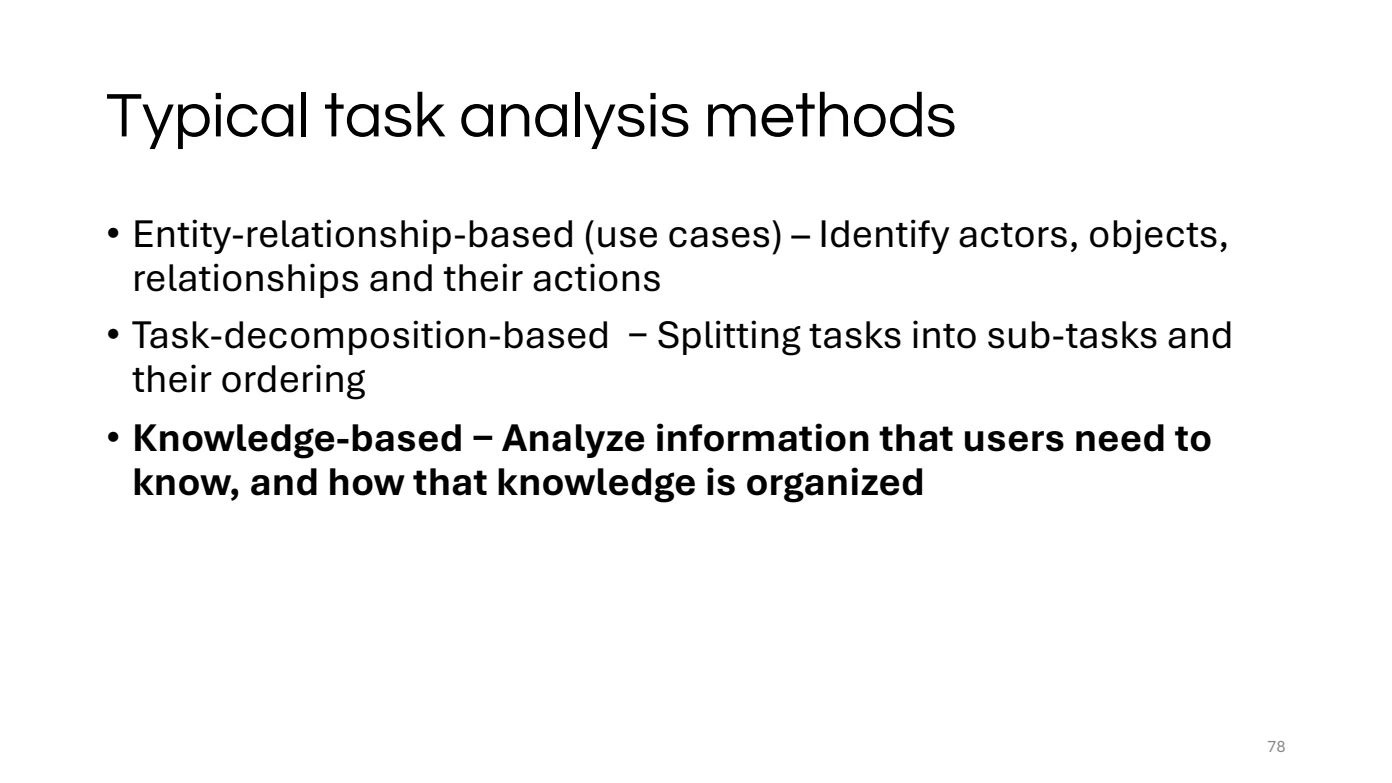 Typical task analysis methods
• Entity-relationship-based (use cases) – Identify actors, objects,
relationships and their actions
• Task-decomposition-based  − Splitting tasks into sub-tasks and
their ordering
• Knowledge-based − Analyze information that users need to
know, and how that knowledge is organized
78